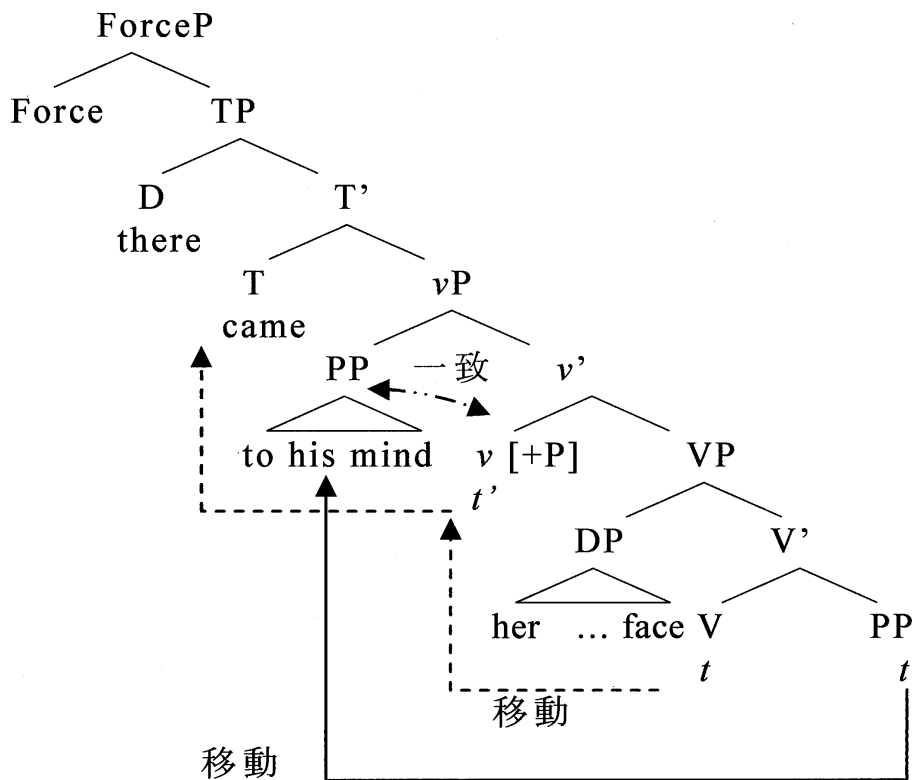 ForceP
Force TP
D T’
there
T vP
came
PP 一致 v’
to his mind v [+P] VP
t’
DP V’
her … face V PP
t t
移動
移動